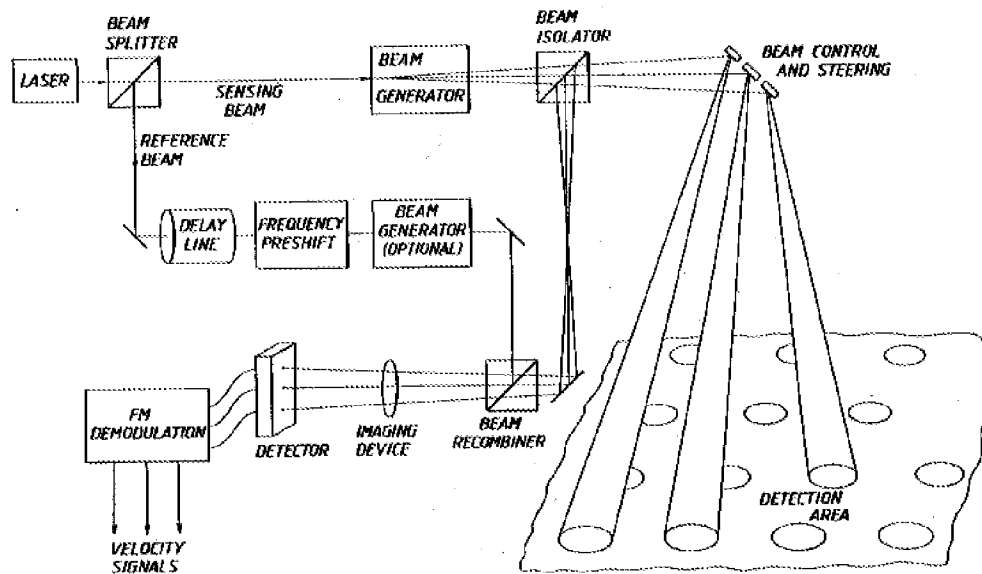 BEAM
SPLITTER
BEAM
ISOLATOR
LASER
BEAM
GENERATOR
BEAM CONTROL
AND STEERING
SENSING
BEAM
REFERENCE
BEAM
DELAY
LINE
FREQUENCY
PRESHIFT
BEAM
GENERATOR
(OPTIONAL)
FM
DEMODULATION
DETECTOR
IMAGING
DEVICE
BEAM
RECOMBINER
DETECTION
AREA
VELOCITY
SIGNALS